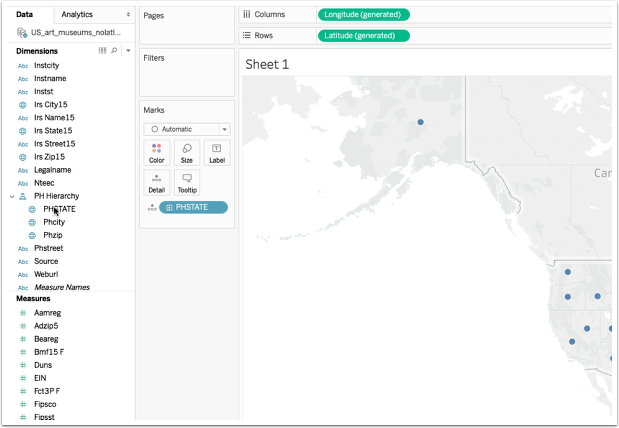 Data
Analytics
US_art_museums_nolatl...
Dimensions
Abc Instcity
Abc Instname
Abc Instst
Irs City15
Abc Irs Name15
Irs State15
Abc Irs Street15
Irs Zip15
Abc Legalname
Abc Nteec
PH Hierarchy
PHSTATE
Phcity
Phzip
Abc Phstreet
Abc Source
Abc Weburl
Abc Measure Names
Measures
# Aamreg
# Adzip5
# Beareg
# Bmf15 F
# Duns
# EIN
# Fct3P F
# Fipsco
# Fipsst
Pages
Filters
Marks
Automatic
Color
Size
Label
Detail
Tooltip
PHSTATE
Columns
Longitude (generated)
Rows
Latitude (generated)
Sheet 1
Can